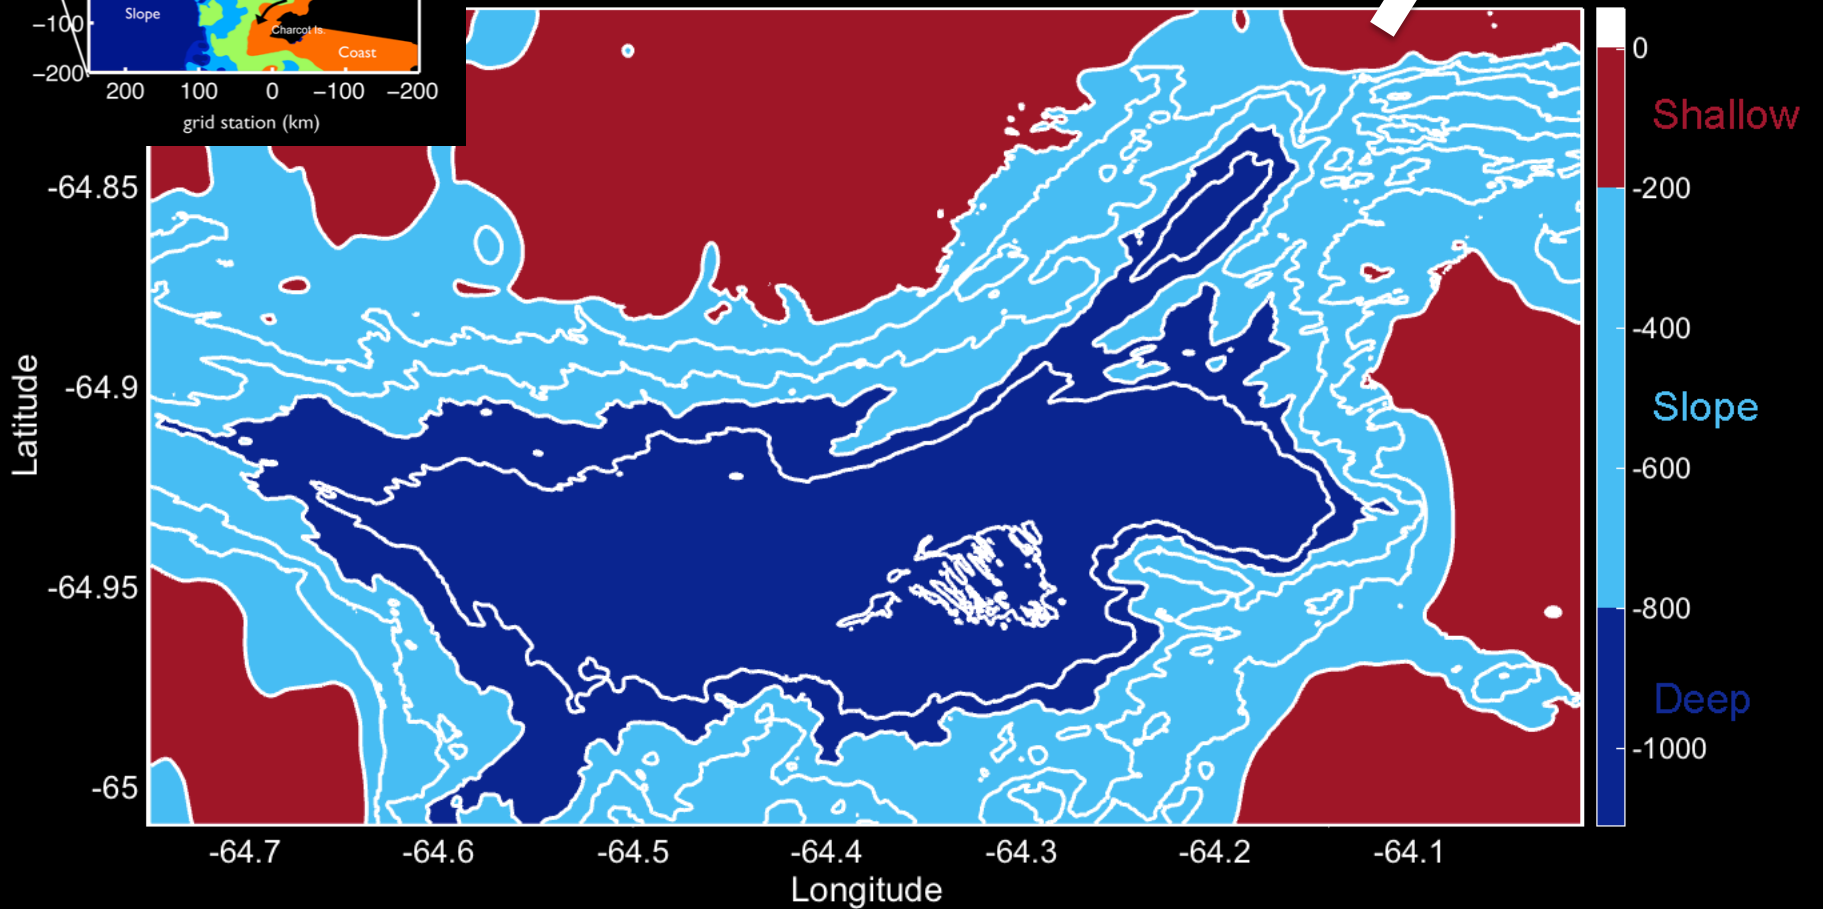 Slope
Charcot Is.
Coast
−100
−200
200 100 0 −100 −200
grid station (km)
Latitude
-64.85
-64.9
-64.95
-65
-64.7 -64.6 -64.5 -64.4 -64.3 -64.2 -64.1
Longitude
0
Shallow
-200
-400
Slope
-600
-800
Deep
-1000